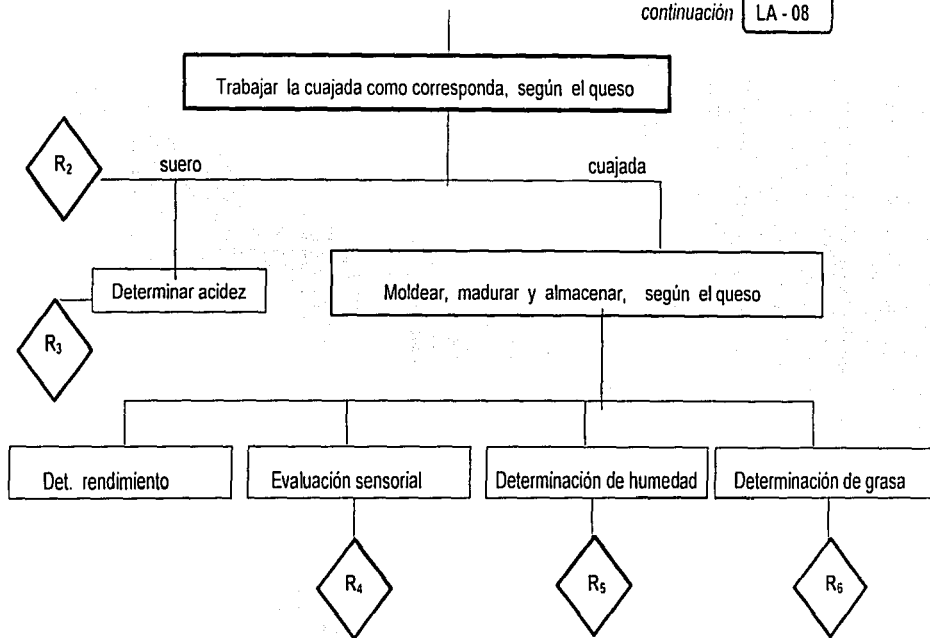 continuación LA - 08
Trabajar la cuajada como corresponda, según el queso
R₂
suero
cuajada
Determinar acidez
Moldear, madurar y almacenar, según el queso
R₃
Det. rendimiento
Evaluación sensorial
Determinación de humedad
Determinación de grasa
R₄
R₅
R₆